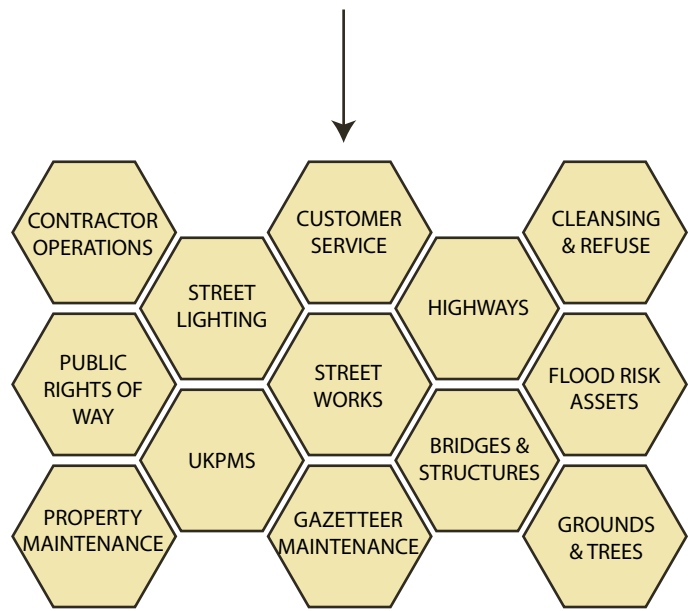 CONTRACTOR
OPERATIONS
CUSTOMER
SERVICE
CLEANSING
& REFUSE
STREET
LIGHTING
HIGHWAYS
PUBLIC
RIGHTS OF
WAY
STREET
WORKS
FLOOD RISK
ASSETS
UKPMS
BRIDGES &
STRUCTURES
PROPERTY
MAINTENANCE
GAZETTEER
MAINTENANCE
GROUNDS
& TREES